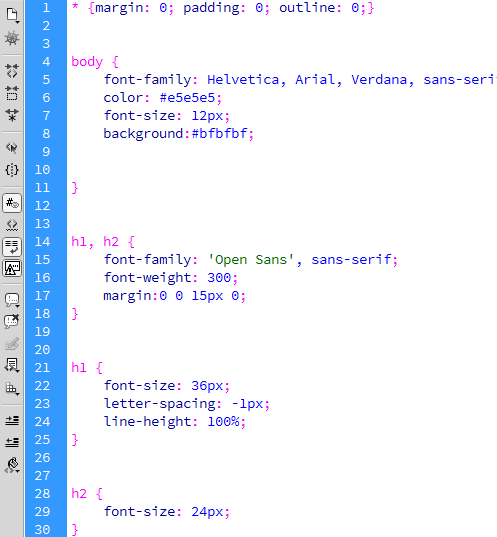 1 * {margin: 0; padding: 0; outline: 0;}
2
3
4 body {
5 font-family: Helvetica, Arial, Verdana, sans-seri
6 color: #e5e5e5;
7 font-size: 12px;
8 background:#bfbfbf;
9
10
11 }
12
13
14 h1, h2 {
15 font-family: 'Open Sans', sans-serif;
16 font-weight: 300;
17 margin:0 0 15px 0;
18 }
19
20
21 h1 {
22 font-size: 36px;
23 letter-spacing: -1px;
24 line-height: 100%;
25 }
26
27
28 h2 {
29 font-size: 24px;
30 }